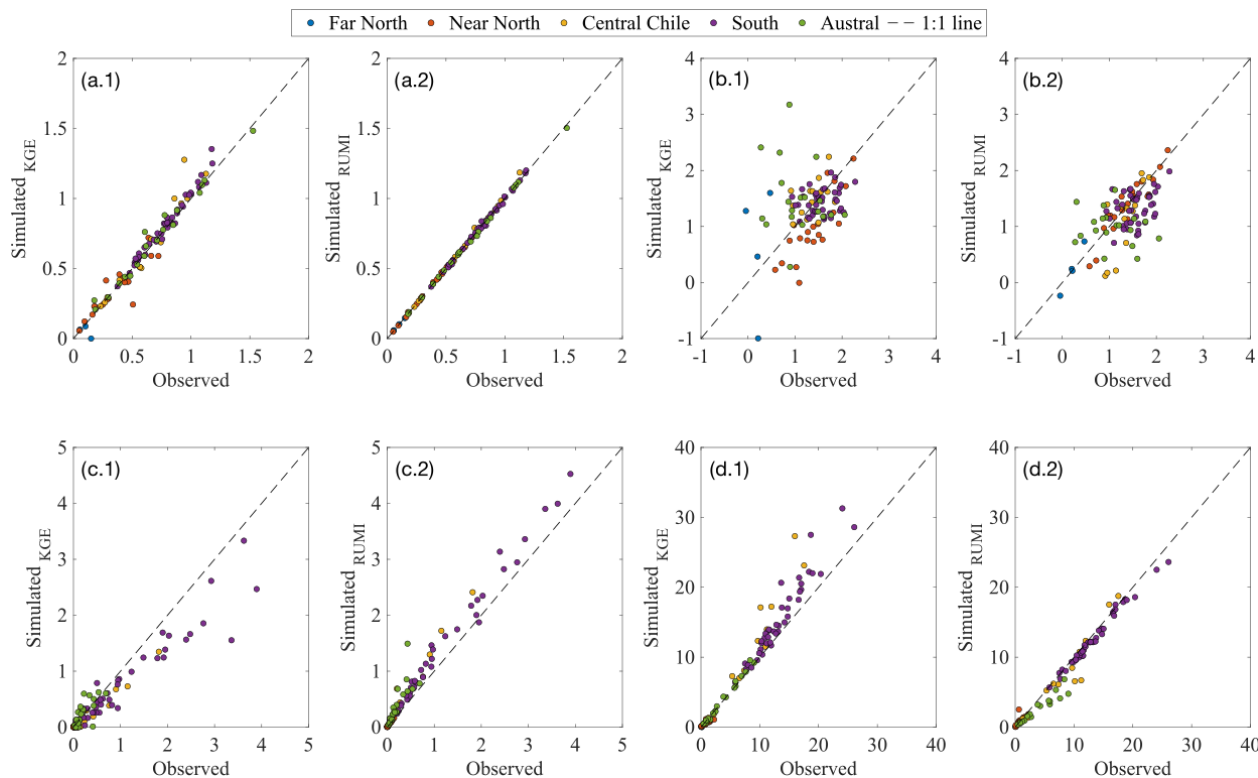 Far North Near North Central Chile South Austral 1:1 line
(a.1)
2
1.5
1
0.5
0
0 0.5 1 1.5 2
Simulated KGE
Observed
(a.2)
2
1.5
1
0.5
0
0 0.5 1 1.5 2
Simulated RUMI
Observed
(b.1)
4
3
2
1
0
-1
-1 0 1 2 3 4
Simulated KGE
Observed
(b.2)
4
3
2
1
0
-1
-1 0 1 2 3 4
Simulated RUMI
Observed
(c.1)
5
4
3
2
1
0
0 1 2 3 4 5
Simulated KGE
Observed
(c.2)
5
4
3
2
1
0
0 1 2 3 4 5
Simulated RUMI
Observed
(d.1)
40
30
20
10
0
0 10 20 30 40
Simulated KGE
Observed
(d.2)
40
30
20
10
0
0 10 20 30 40
Simulated RUMI
Observed